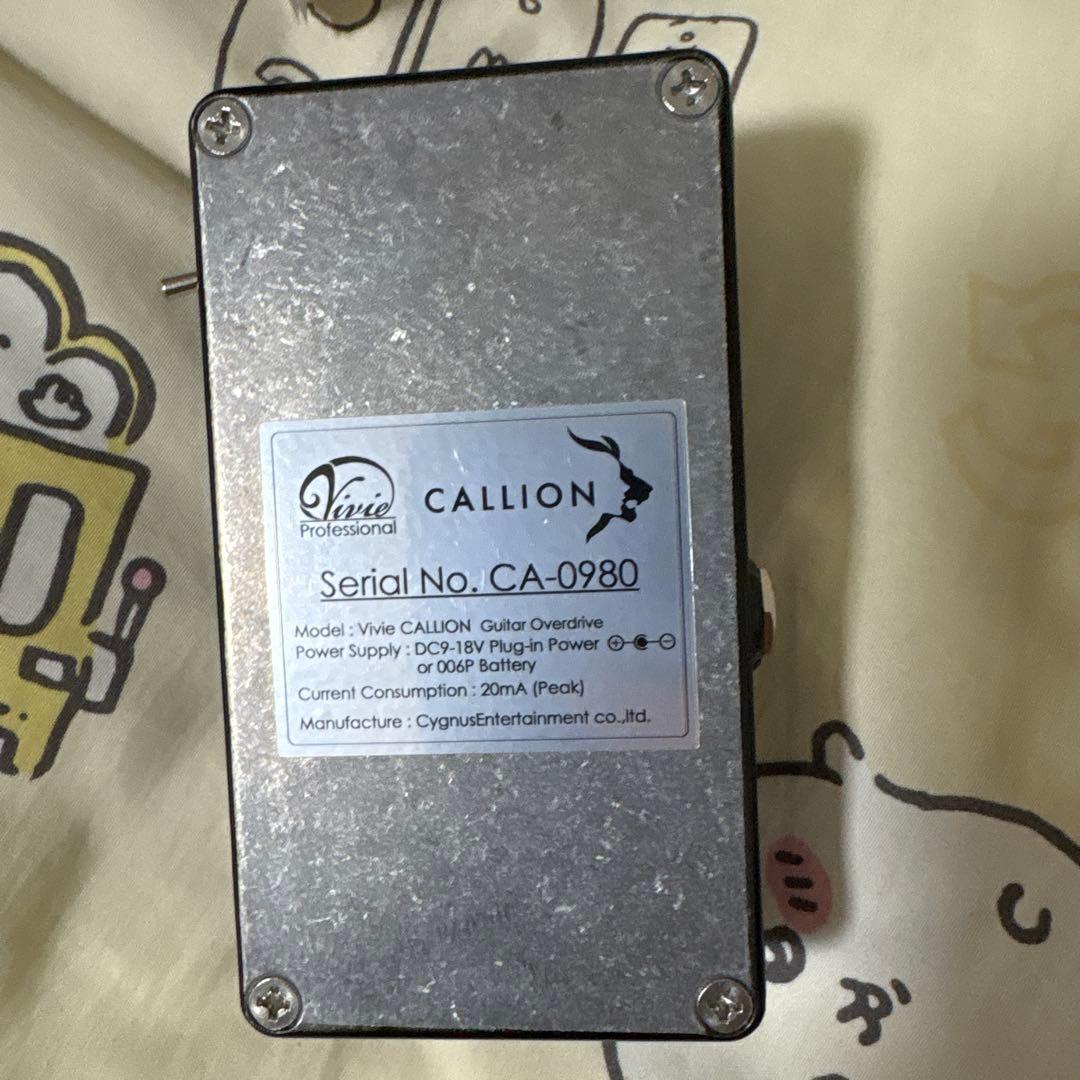 Vivie
Professional
CALLION
Serial No. CA-0980
Model : Vivie CALLION Guitar Overdrive
Power Supply : DC9-18V Plug-in Power
or 006P Battery
Current Consumption : 20mA (Peak)
Manufacture : CygnusEntertainment co.,ltd.